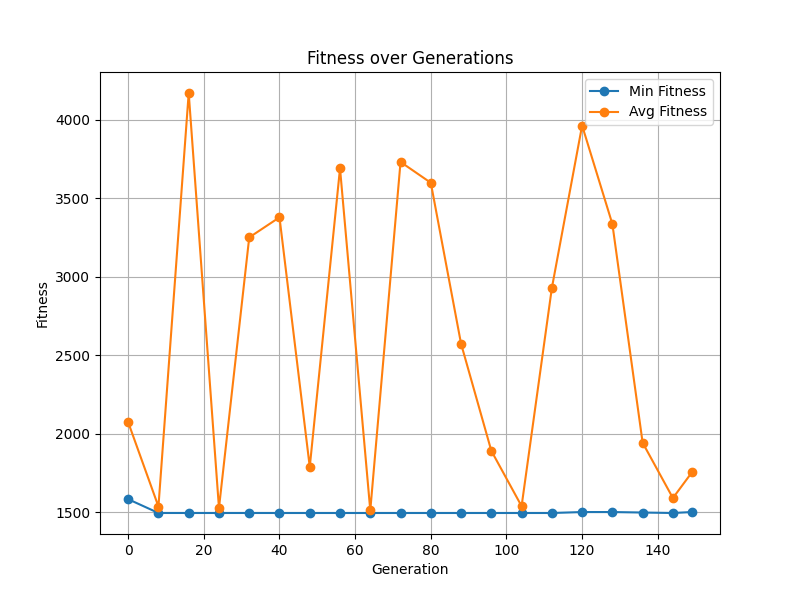 Fitness over Generations
Min Fitness
Avg Fitness
4000
3500
3000
2500
2000
1500
Fitness
0 20 40 60 80 100 120 140
Generation